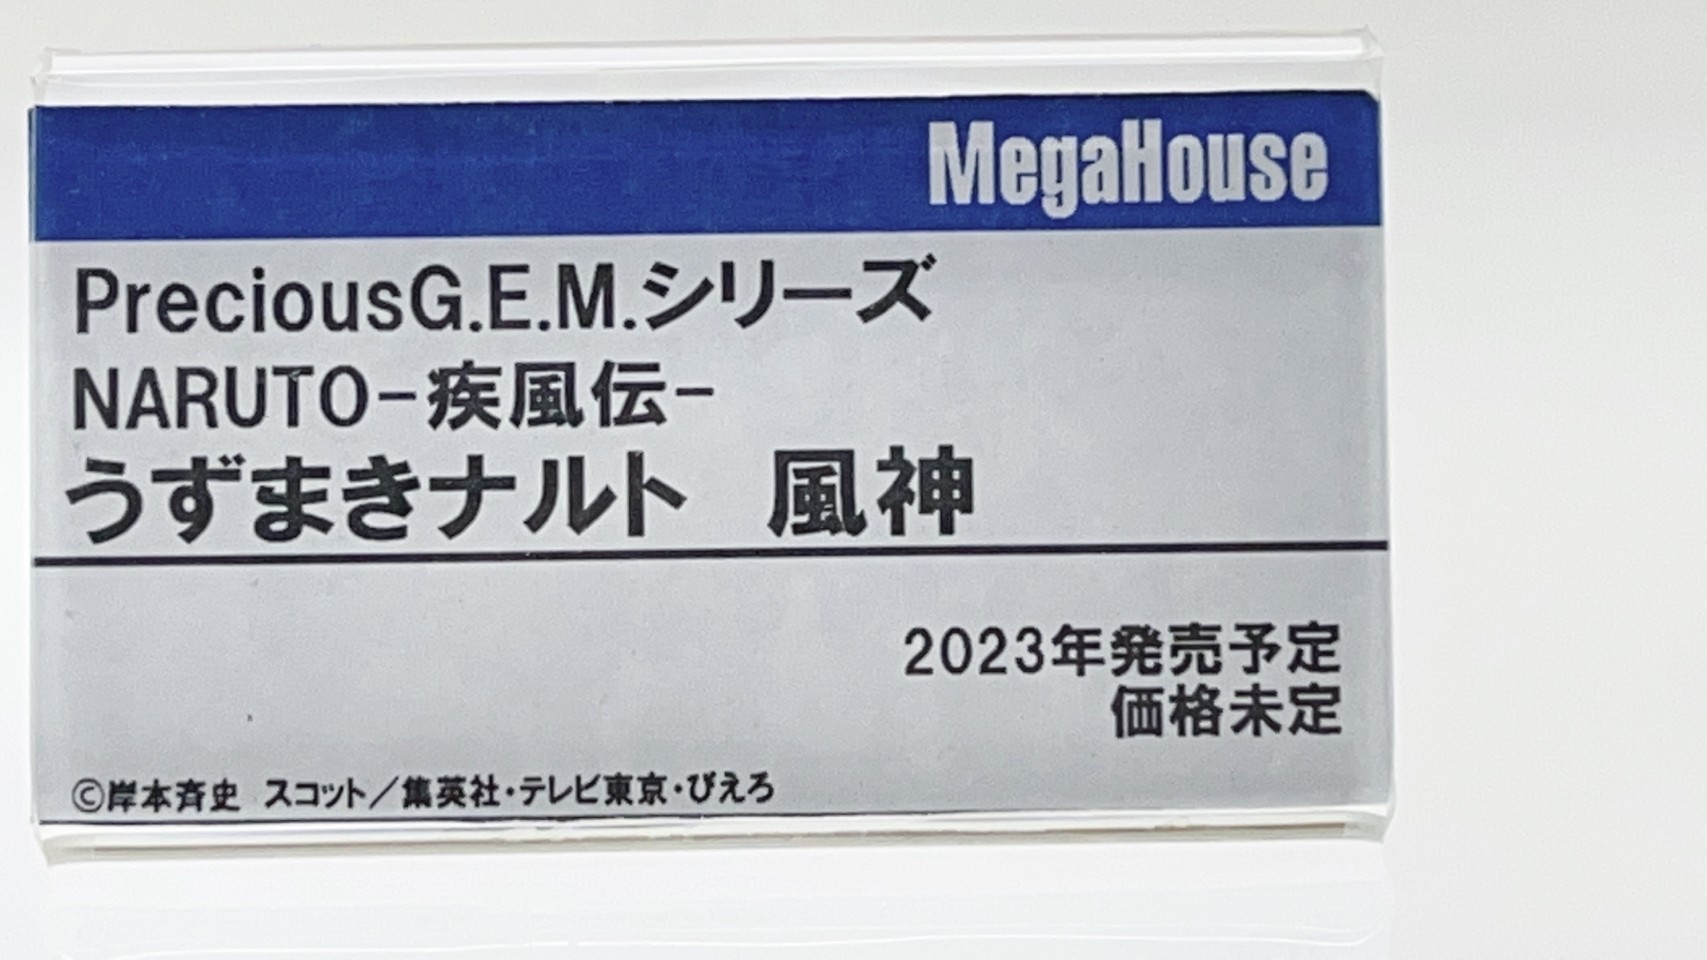 MegaHouse
PreciousG.E.M.シリーズ
NARUTO-疾風伝-
うずまきナルト　風神
2023年発売予定
価格未定
©岸本斉史 スコット／集英社・テレビ東京・ぴえろ